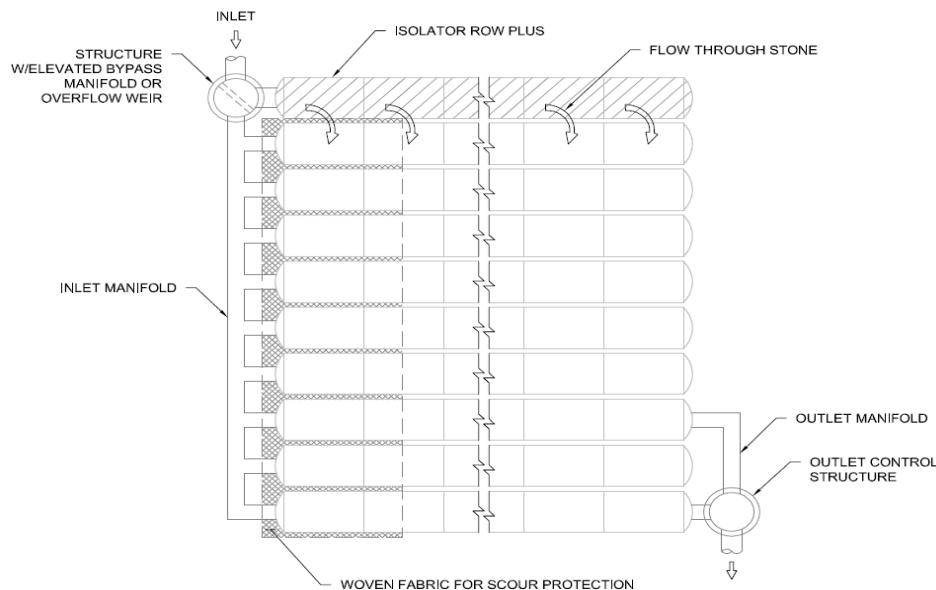 INLET
STRUCTURE
W/ELEVATED BYPASS
MANIFOLD OR
OVERFLOW WEIR
ISOLATOR ROW PLUS
FLOW THROUGH STONE
INLET MANIFOLD
OUTLET MANIFOLD
OUTLET CONTROL
STRUCTURE
WOVEN FABRIC FOR SCOUR PROTECTION